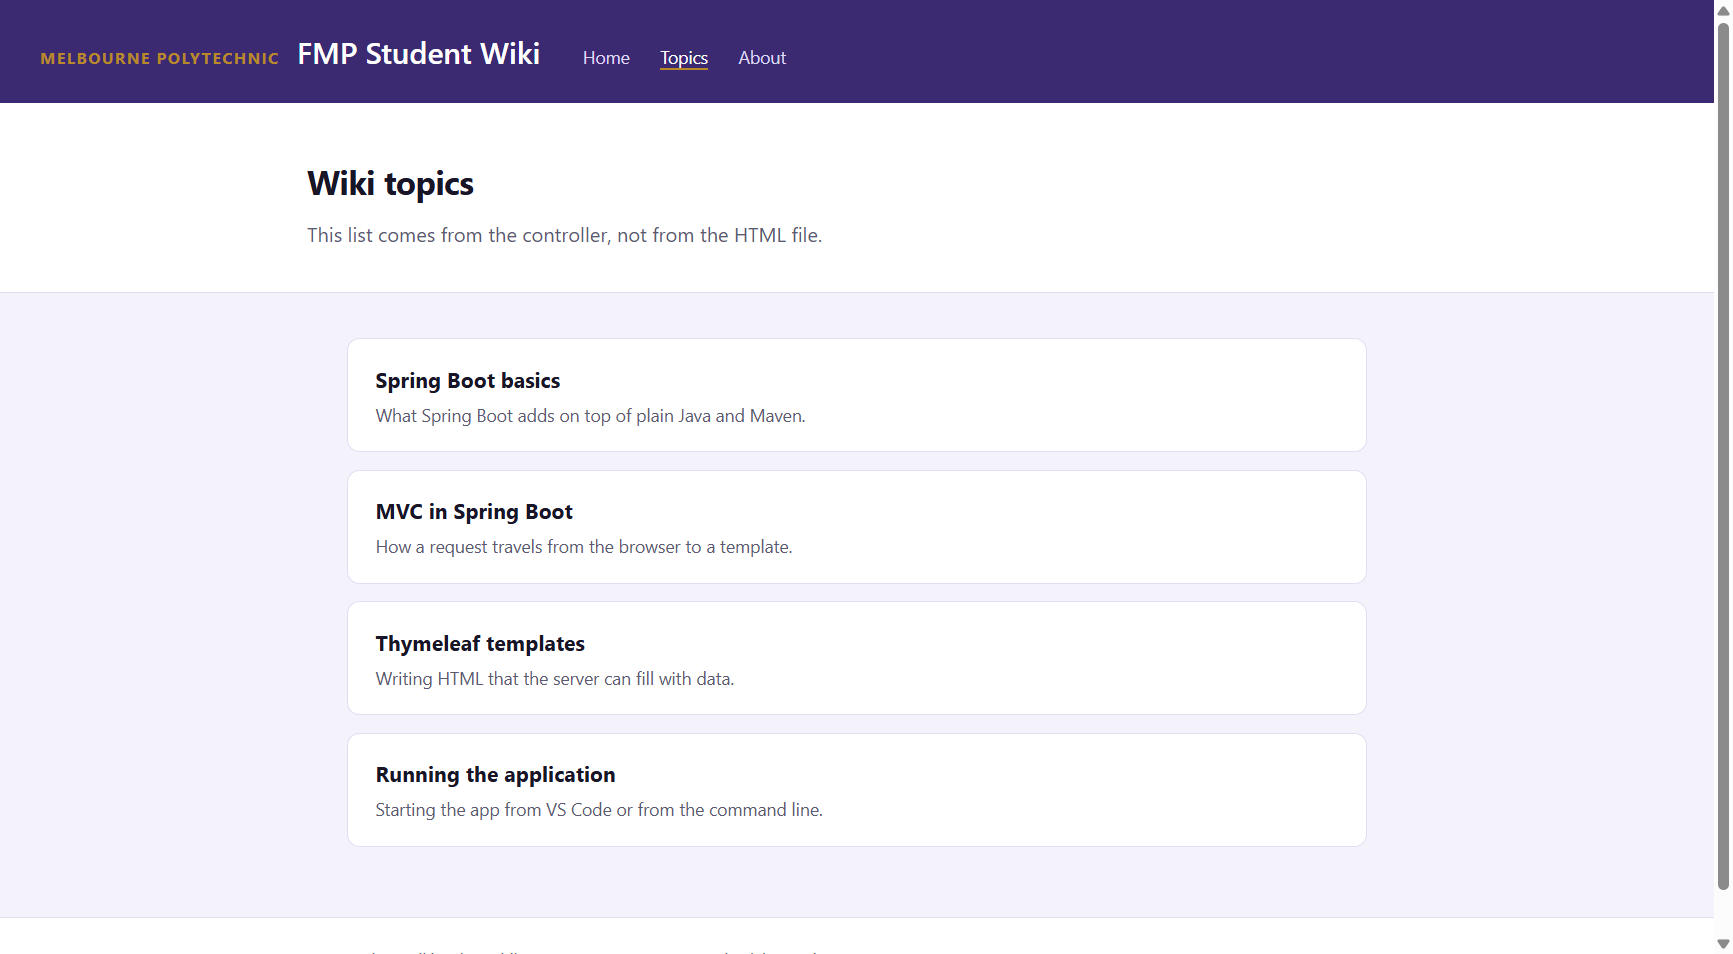 MELBOURNE POLYTECHNIC FMP Student Wiki Home Topics About
Wiki topics
This list comes from the controller, not from the HTML file.
Spring Boot basics
What Spring Boot adds on top of plain Java and Maven.
MVC in Spring Boot
How a request travels from the browser to a template.
Thymeleaf templates
Writing HTML that the server can fill with data.
Running the application
Starting the app from VS Code or from the command line.